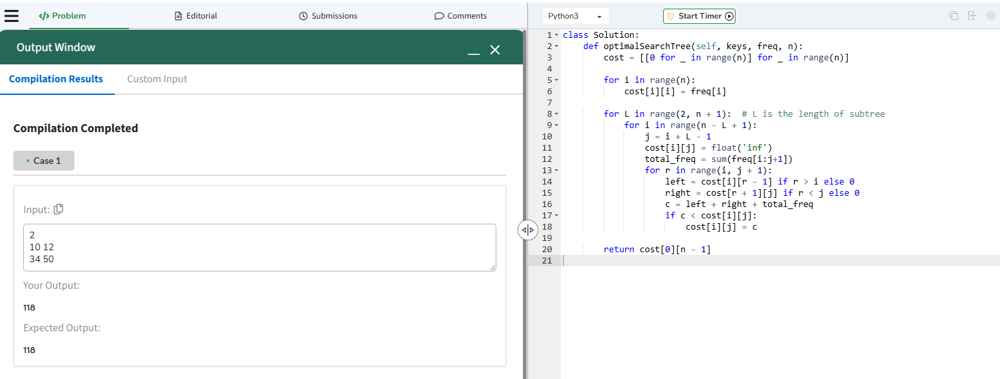 </> Problem
Editorial
Submissions
Comments
Output Window
Compilation Results
Custom Input
Compilation Completed
Case 1
Input:
2
10 12
34 50
Your Output:
118
Expected Output:
118
Python3
Start Timer
1 class Solution:
2     def optimalSearchTree(self, keys, freq, n):
3         cost = [[0 for _ in range(n)] for _ in range(n)]
4
5         for i in range(n):
6             cost[i][i] = freq[i]
7
8         for L in range(2, n + 1):  # L is the length of subtree
9             for i in range(n - L + 1):
10                 j = i + L - 1
11                 cost[i][j] = float('inf')
12                 total_freq = sum(freq[i:j+1])
13                 for r in range(i, j + 1):
14                     left = cost[i][r - 1] if r > i else 0
15                     right = cost[r + 1][j] if r < j else 0
16                     c = left + right + total_freq
17                     if c < cost[i][j]:
18                         cost[i][j] = c
19
20         return cost[0][n - 1]
21